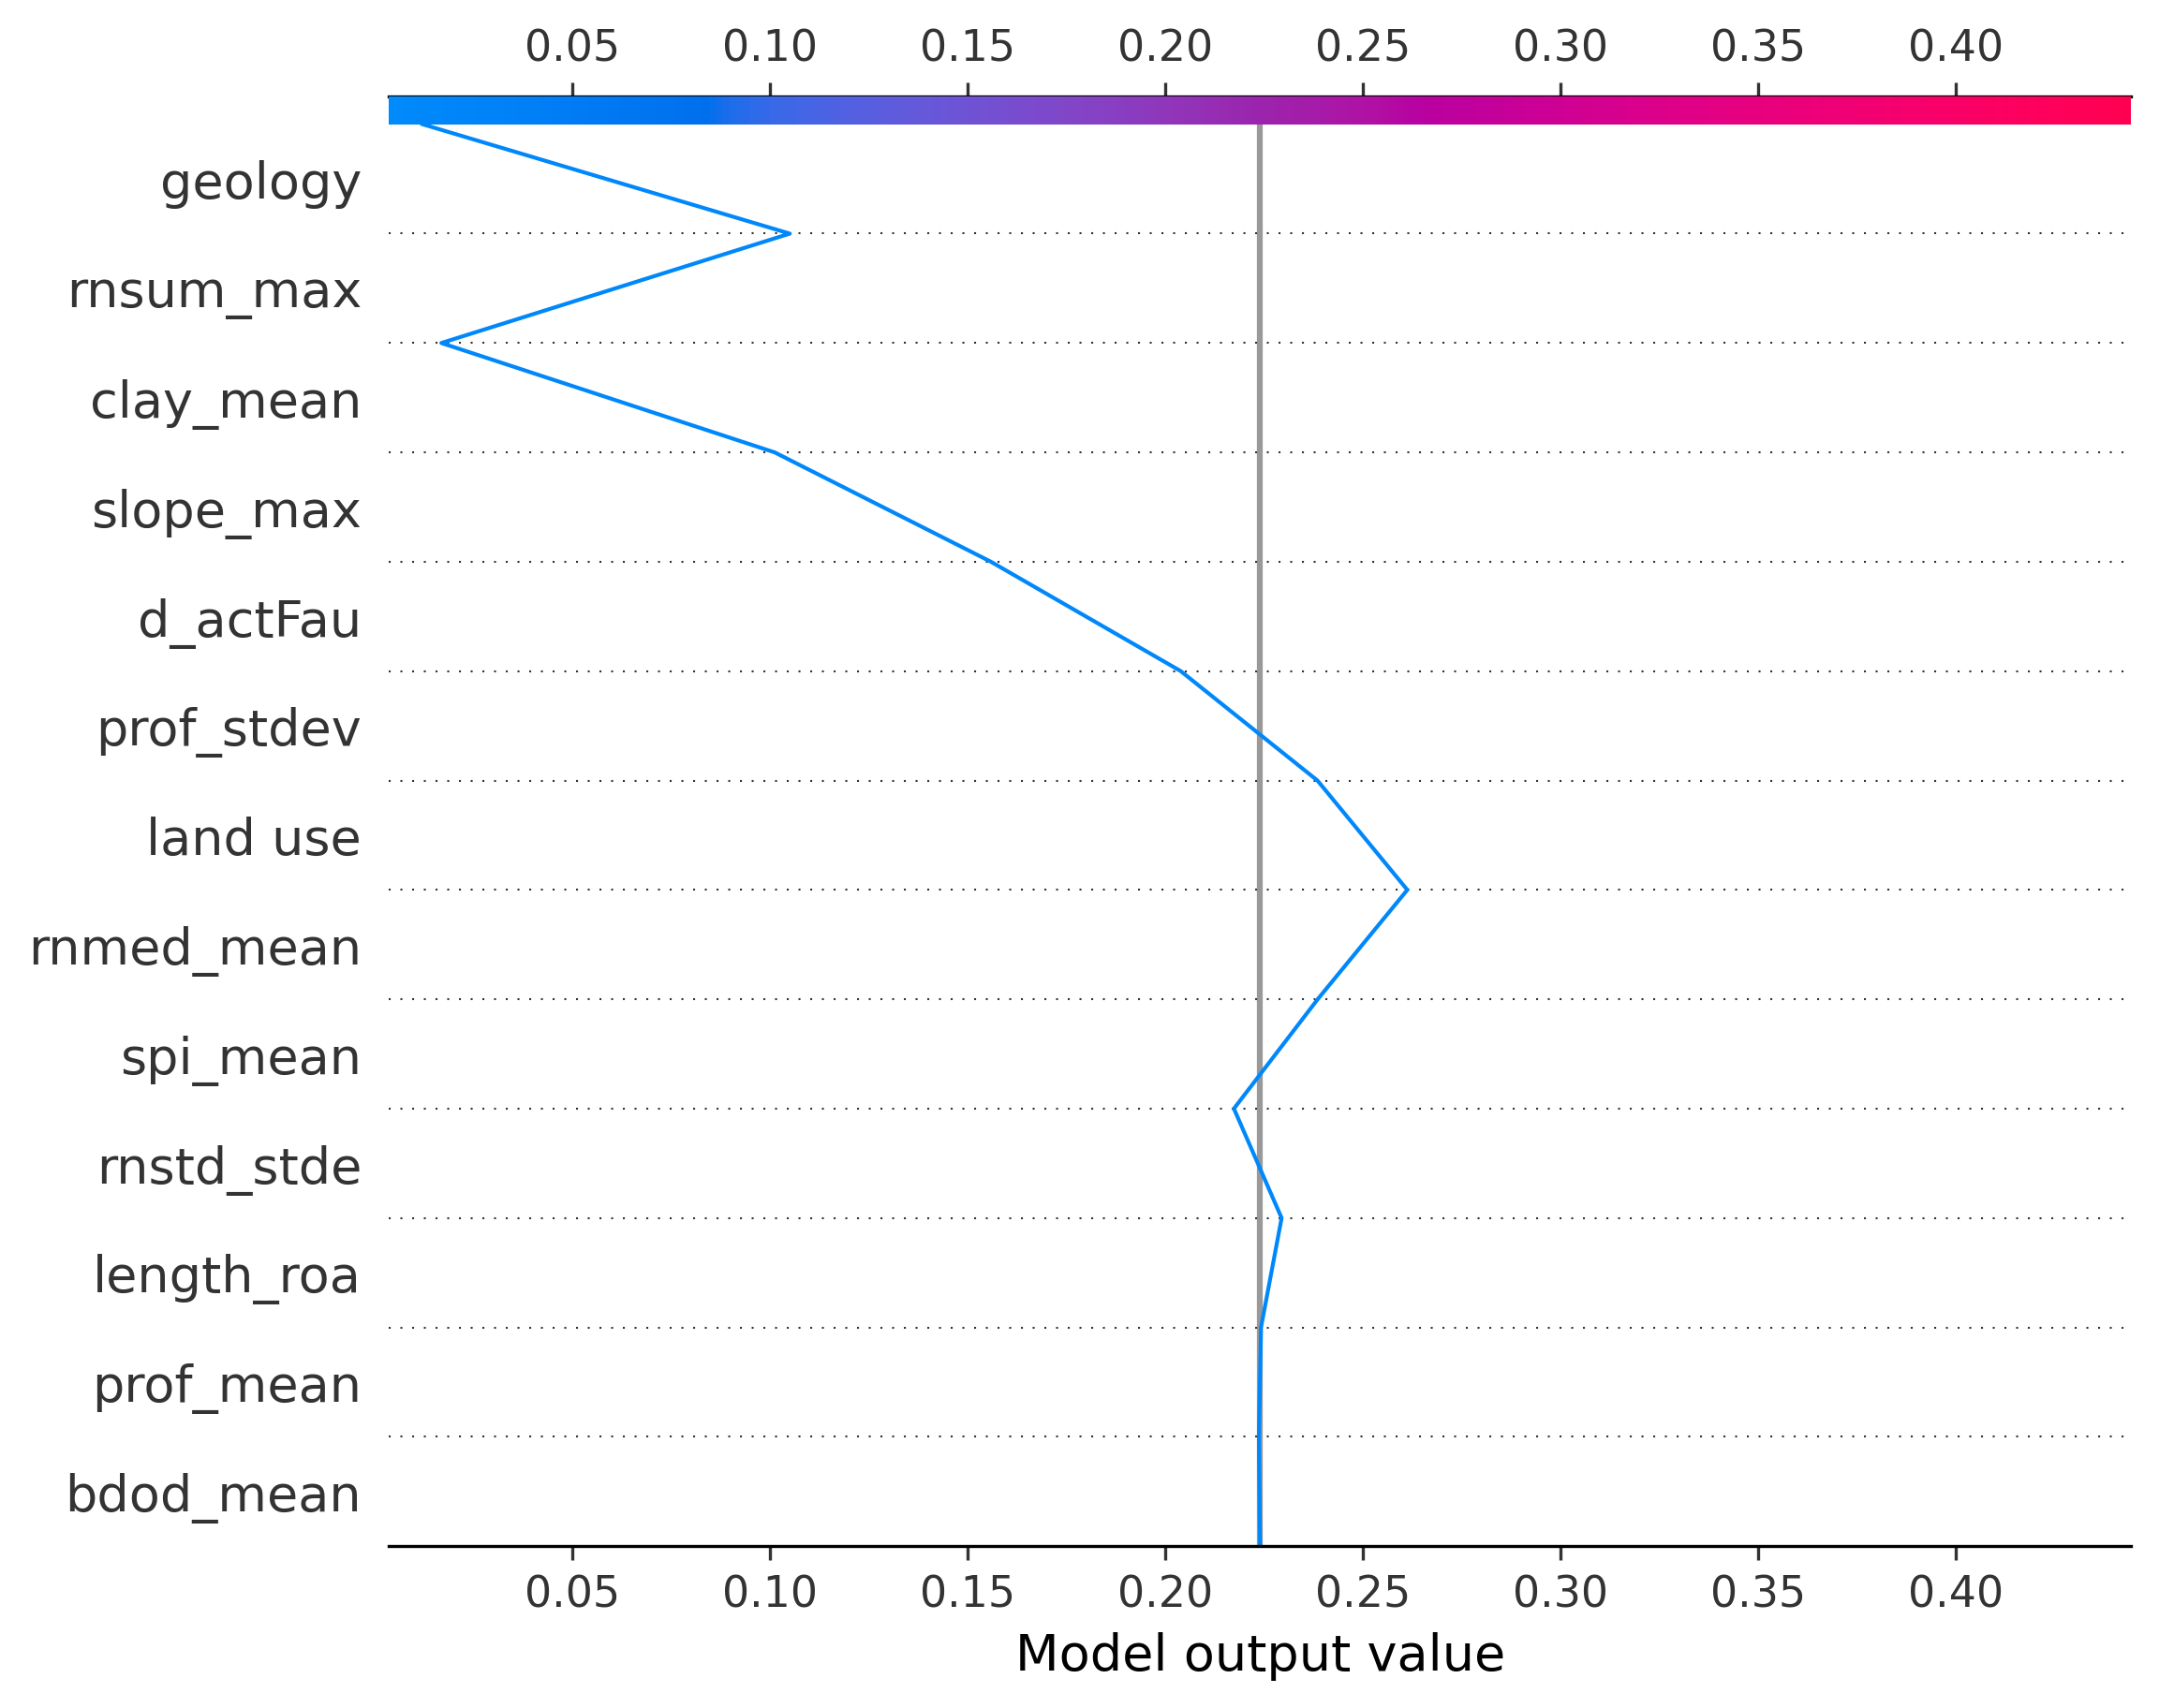 0.05 0.10 0.15 0.20 0.25 0.30 0.35 0.40
geology
rnsum_max
clay_mean
slope_max
d_actFau
prof_stdev
land use
rnmed_mean
spi_mean
rnstd_stde
length_roa
prof_mean
bdod_mean
0.05 0.10 0.15 0.20 0.25 0.30 0.35 0.40
Model output value